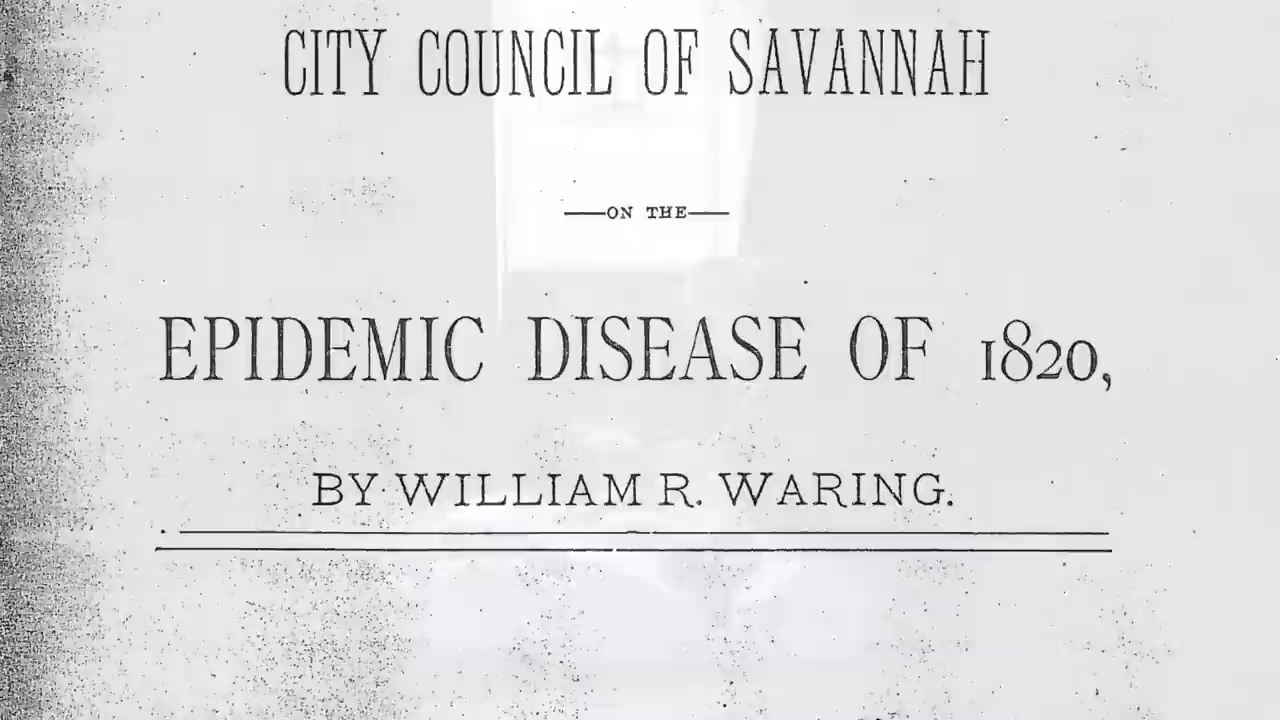 CITY COUNCIL OF SAVANNAH
—ON THE—
EPIDEMIC DISEASE OF 1820,
BY WILLIAM R. WARING.